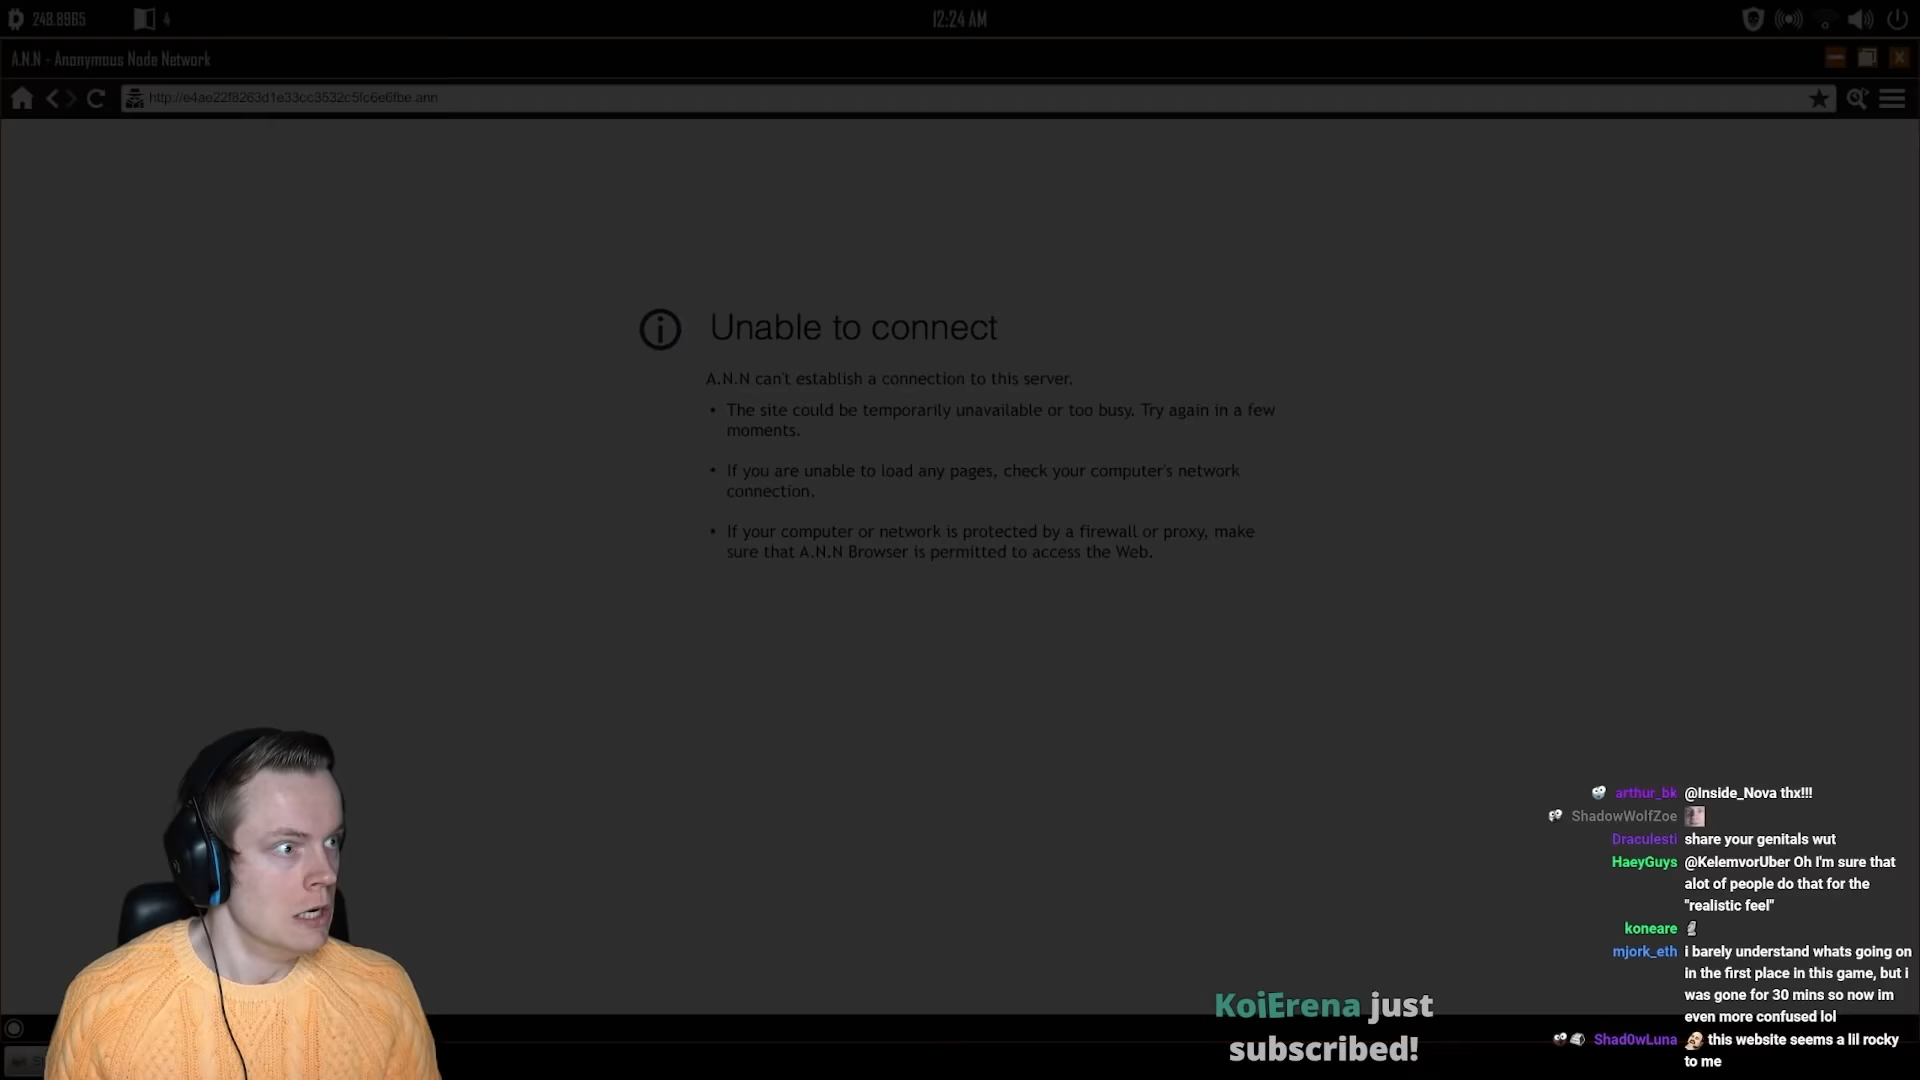 248.8985
4
12:24 AM
A.N.N - Anonymous Node Network
http://e4ae22f8263d1e33cc3532c5fc6e6fbe.ann
Unable to connect
A.N.N can't establish a connection to this server.
• The site could be temporarily unavailable or too busy. Try again in a few
moments.
• If you are unable to load any pages, check your computer's network
connection.
• If your computer or network is protected by a firewall or proxy, make
sure that A.N.N Browser is permitted to access the Web.
arthur_bk @Inside_Nova thx!!!
ShadowWolfZoe
Draculesti share your genitals wut
HaeyGuys @KelemvorUber Oh I'm sure that
alot of people do that for the
"realistic feel"
koneare
mjork_eth i barely understand whats going on
in the first place in this game, but i
was gone for 30 mins so now im
even more confused lol
Shad0wLuna this website seems a lil rocky
to me
KoiErena just
subscribed!